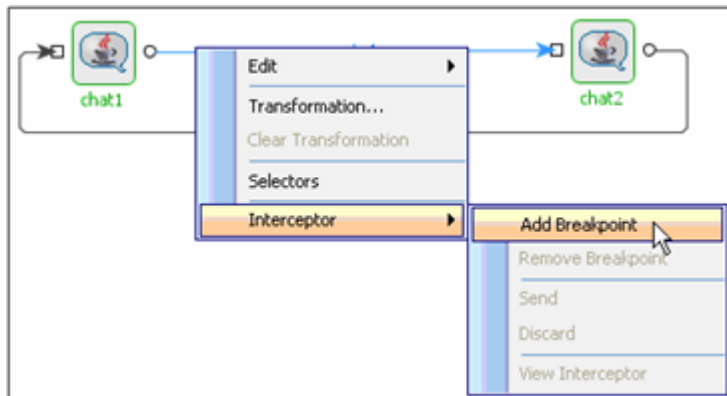 chat1
chat2
Edit
Transformation...
Clear Transformation
Selectors
Interceptor
Add Breakpoint
Remove Breakpoint
Send
Discard
View Interceptor